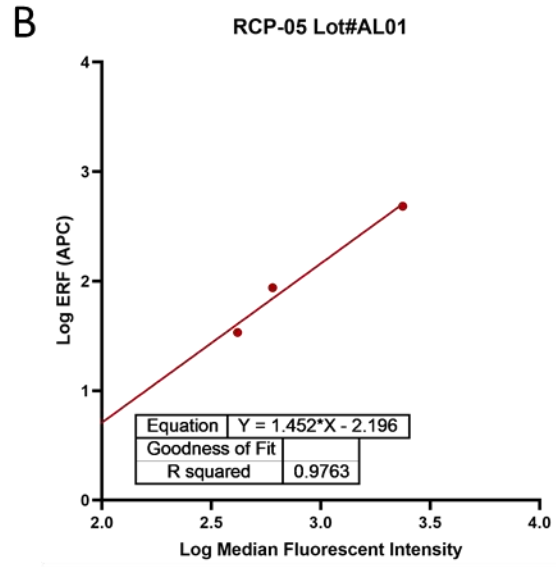 B
RCP-05 Lot#AL01
4
3
2
1
0
Log ERF (APC)
Equation Y = 1.452*X - 2.196
Goodness of Fit
R squared 0.9763
2.0 2.5 3.0 3.5 4.0
Log Median Fluorescent Intensity